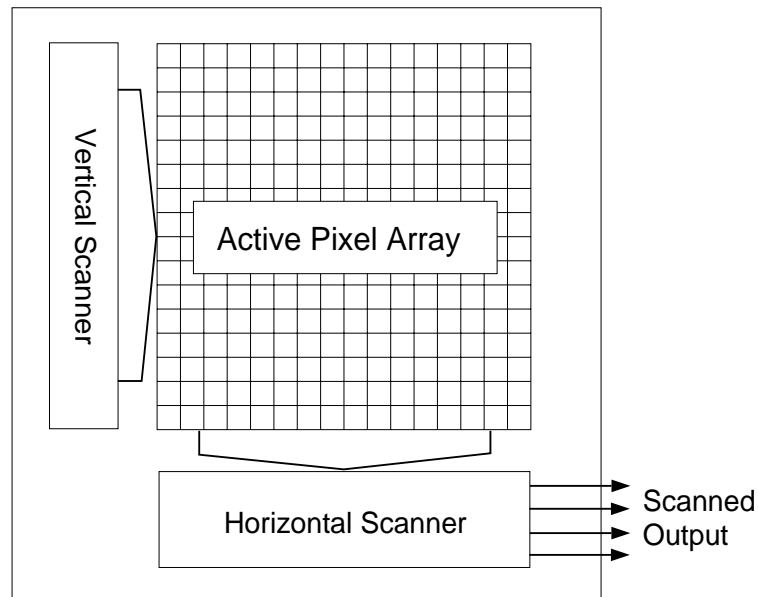 Vertical Scanner
Active Pixel Array
Horizontal Scanner
Scanned
Output